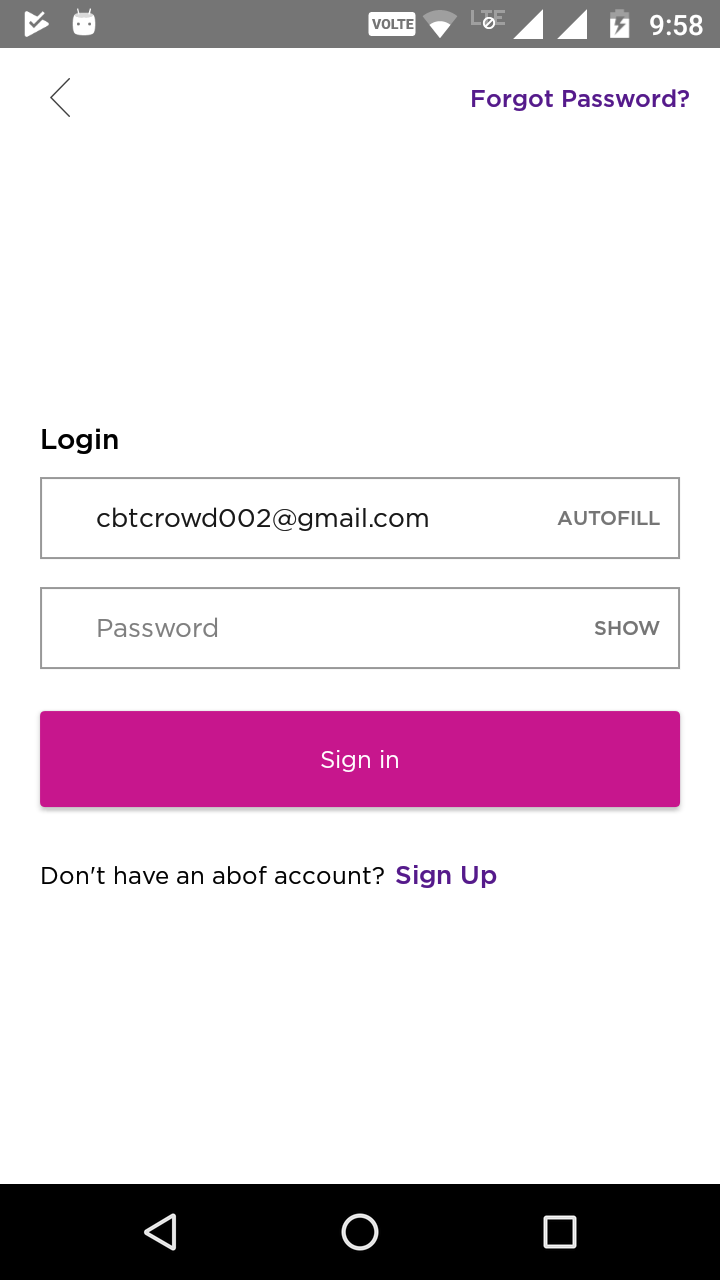 VOLTE LTE 9:58
Forgot Password?
Login
cbtcrowd002@gmail.com AUTOFILL
Password SHOW
Sign in
Don't have an abof account? Sign Up